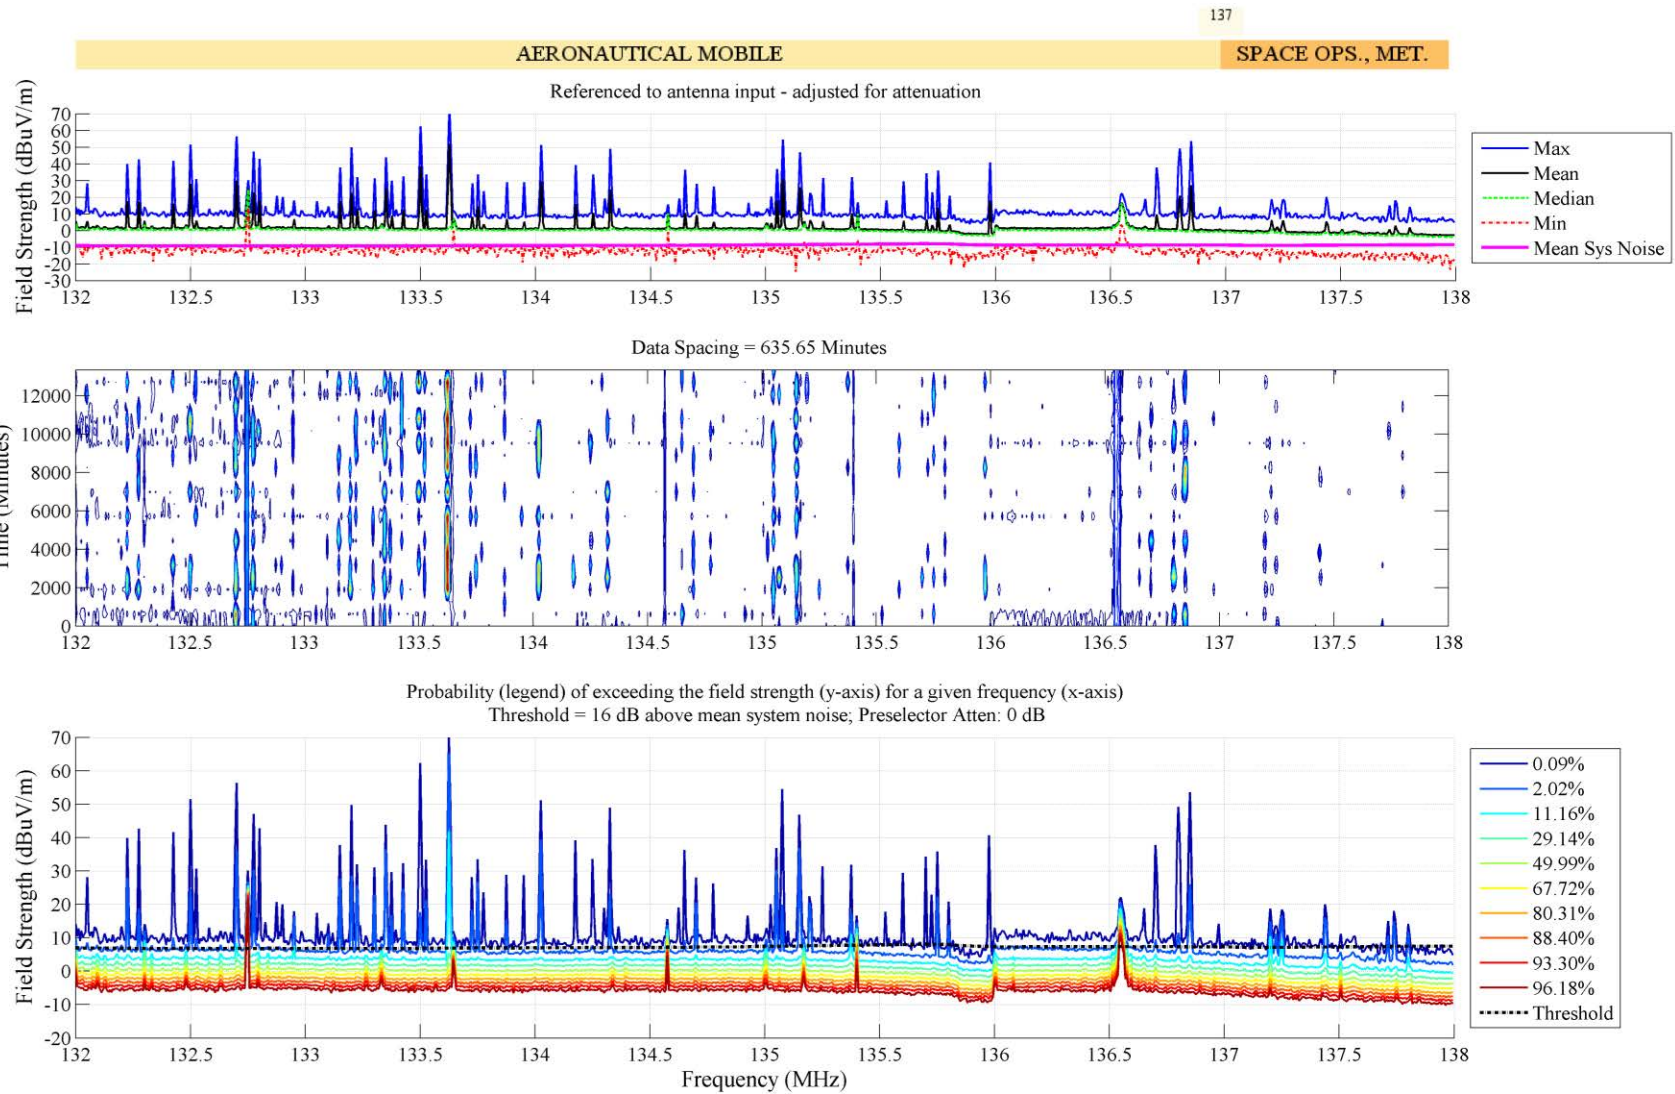 137
AERONAUTICAL MOBILE
SPACE OPS., MET.
Referenced to antenna input - adjusted for attenuation
Field Strength (dBuV/m)
70
60
50
40
30
20
10
0
-10
-20
-30
132 132.5 133 133.5 134 134.5 135 135.5 136 136.5 137 137.5 138
Max
Mean
Median
Min
Mean Sys Noise
Data Spacing = 635.65 Minutes
Time (Minutes)
12000
10000
8000
6000
4000
2000
0
132 132.5 133 133.5 134 134.5 135 135.5 136 136.5 137 137.5 138
Probability (legend) of exceeding the field strength (y-axis) for a given frequency (x-axis)
Threshold = 16 dB above mean system noise; Preselector Atten: 0 dB
Field Strength (dBuV/m)
70
60
50
40
30
20
10
0
-10
-20
132 132.5 133 133.5 134 134.5 135 135.5 136 136.5 137 137.5 138
Frequency (MHz)
0.09%
2.02%
11.16%
29.14%
49.99%
67.72%
80.31%
88.40%
93.30%
96.18%
Threshold